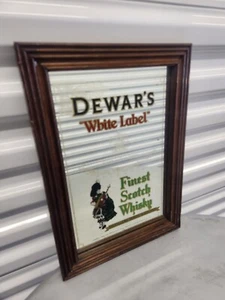 DEWAR'S
"White Label"
Finest
Scotch
Whisky